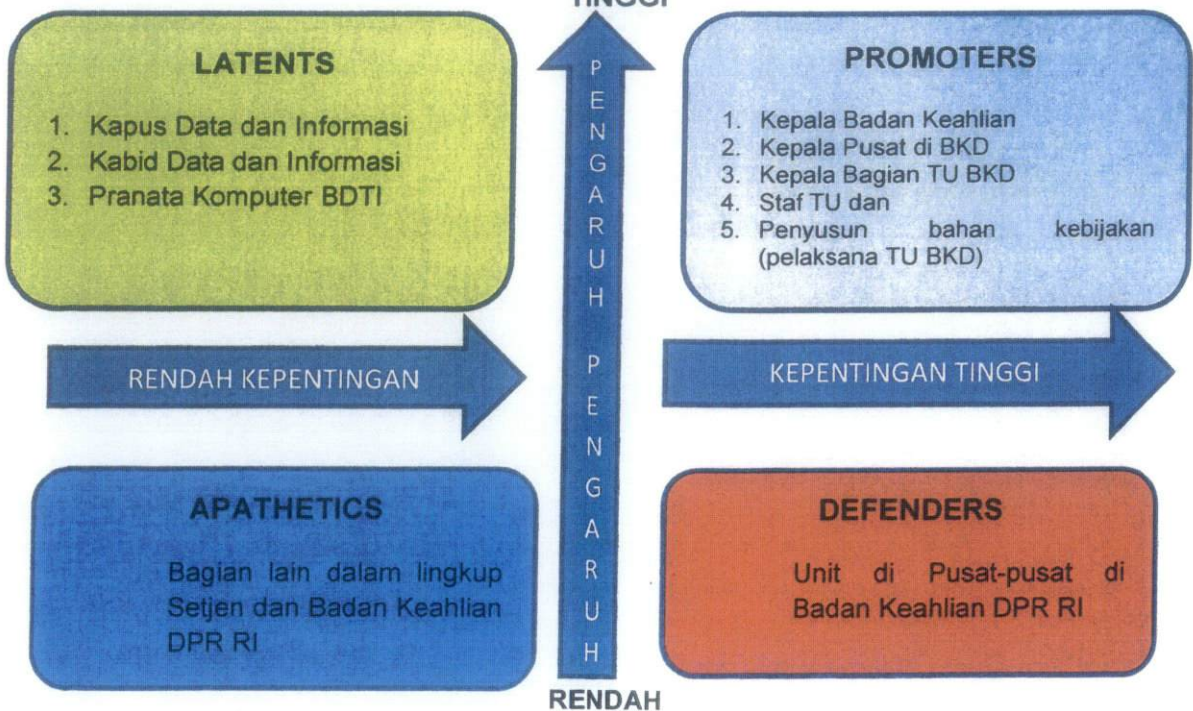 TINGGI
LATENTS
1. Kapus Data dan Informasi
2. Kabid Data dan Informasi
3. Pranata Komputer BDTI
PENGARUH PENGARUH
PROMOTERS
1. Kepala Badan Keahlian
2. Kepala Pusat di BKD
3. Kepala Bagian TU BKD
4. Staf TU dan
5. Penyusun bahan kebijakan
(pelaksana TU BKD)
RENDAH KEPENTINGAN
KEPENTINGAN TINGGI
APATHETICS
Bagian lain dalam lingkup
Setjen dan Badan Keahlian
DPR RI
DEFENDERS
Unit di Pusat-pusat di
Badan Keahlian DPR RI
RENDAH